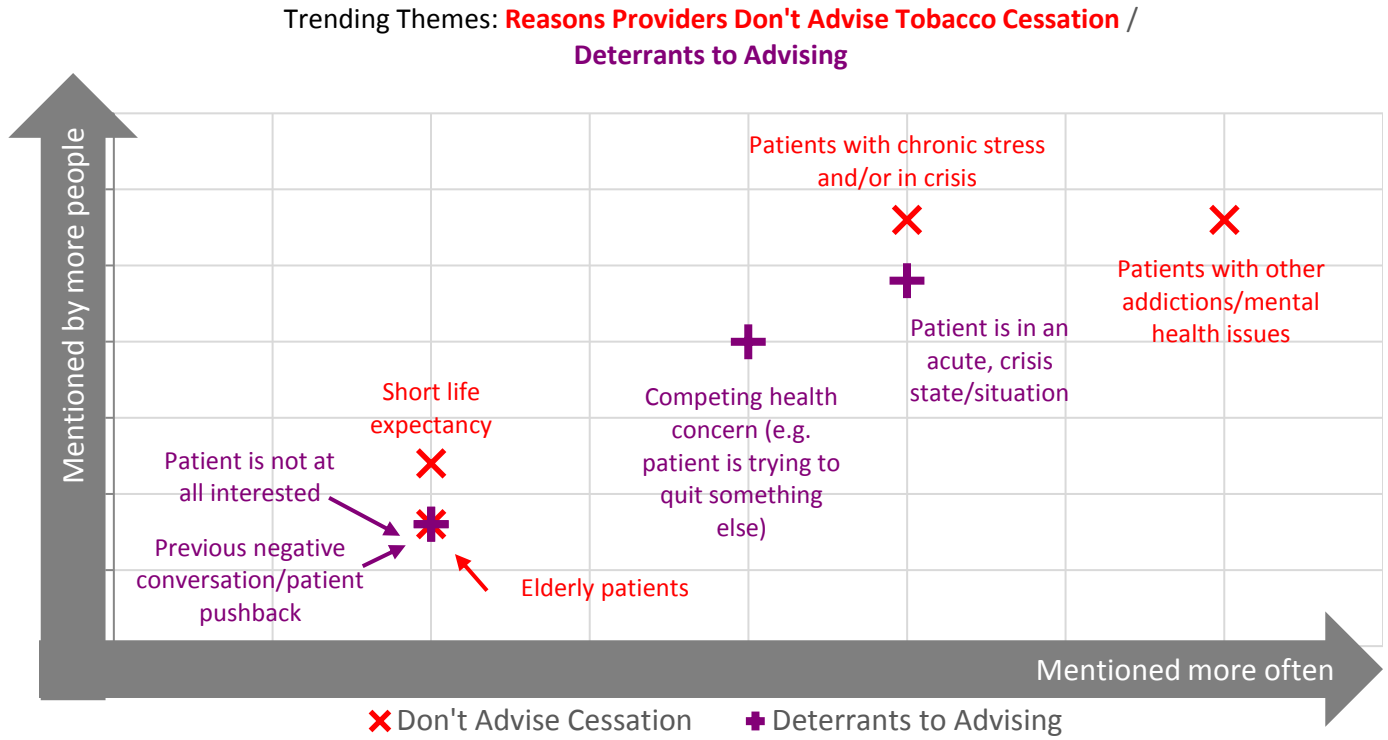 Trending Themes: Reasons Providers Don't Advise Tobacco Cessation /
Deterrants to Advising
Mentioned by more people
Patients with chronic stress
and/or in crisis
Patients with other
addictions/mental
health issues
Patient is in an
acute, crisis
state/situation
Short life
expectancy
Competing health
concern (e.g.
patient is trying to
quit something
else)
Patient is not at
all interested
Previous negative
conversation/patient
pushback
Elderly patients
Mentioned more often
Don't Advise Cessation
Deterrants to Advising